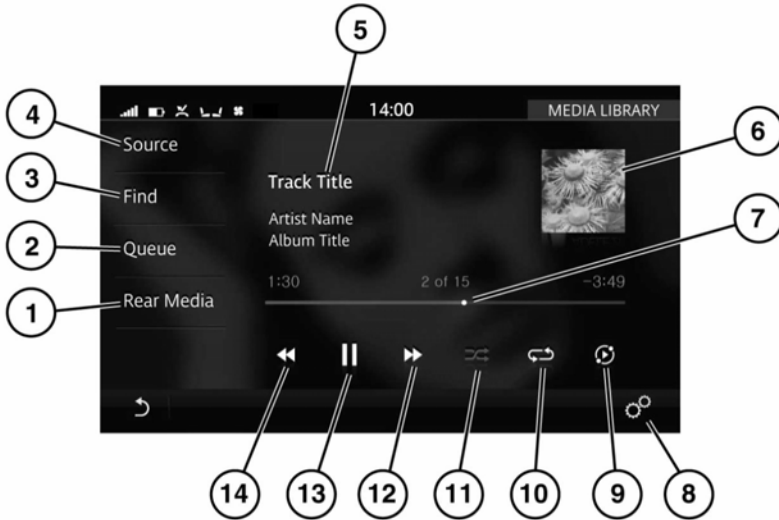 5
14:00 MEDIA LIBRARY
4 Source
6
Track Title
3 Find
Artist Name
Album Title
7
2 Queue
1:30 2 of 15 -3:49
1 Rear Media
14 13 12 11 10 9 8